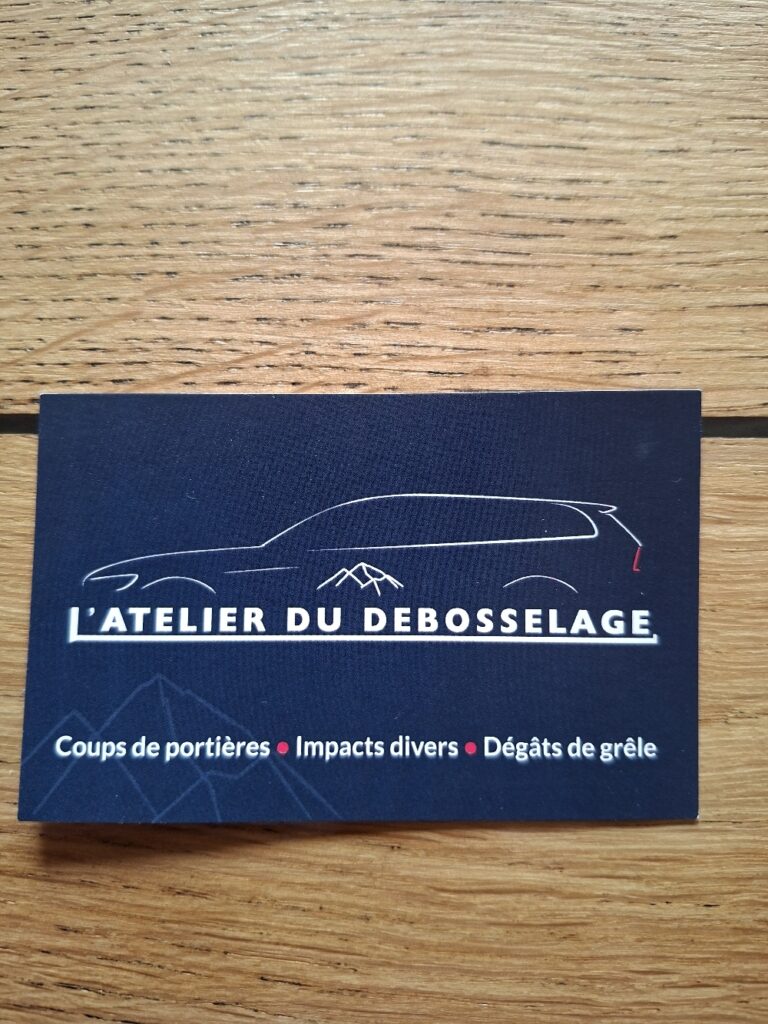 L'ATELIER DU DEBOSSELAGE
Coups de portières • Impacts divers • Dégâts de grêle